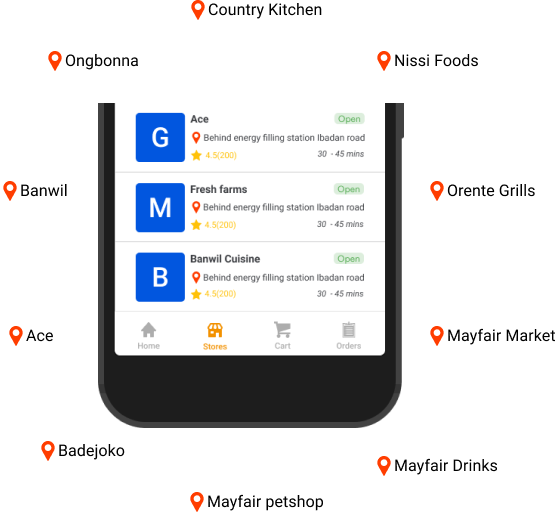 Country Kitchen
Ongbonna
Nissi Foods
G
Ace
Open
Behind energy filling station Ibadan road
4.5(200)
30 - 45 mins
Banwil
Orente Grills
M
Fresh farms
Open
Behind energy filling station Ibadan road
4.5(200)
30 - 45 mins
B
Banwil Cuisine
Open
Behind energy filling station Ibadan road
4.5(200)
30 - 45 mins
Ace
Mayfair Market
Home
Stores
Cart
Orders
Badejoko
Mayfair Drinks
Mayfair petshop